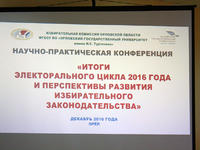 ИЗБИРАТЕЛЬНАЯ КОМИССИЯ ОРЛОВСКОЙ ОБЛАСТИ
ФГБОУ ВО «ОРЛОВСКИЙ ГОСУДАРСТВЕННЫЙ УНИВЕРСИТЕТ
имени И.С. Тургенева»
НАУЧНО-ПРАКТИЧЕСКАЯ КОНФЕРЕНЦИЯ
«ИТОГИ
ЭЛЕКТОРАЛЬНОГО ЦИКЛА 2016 ГОДА
И ПЕРСПЕКТИВЫ РАЗВИТИЯ
ИЗБИРАТЕЛЬНОГО
ЗАКОНОДАТЕЛЬСТВА»
ДЕКАБРЬ 2016 ГОДА
ОРЕЛ